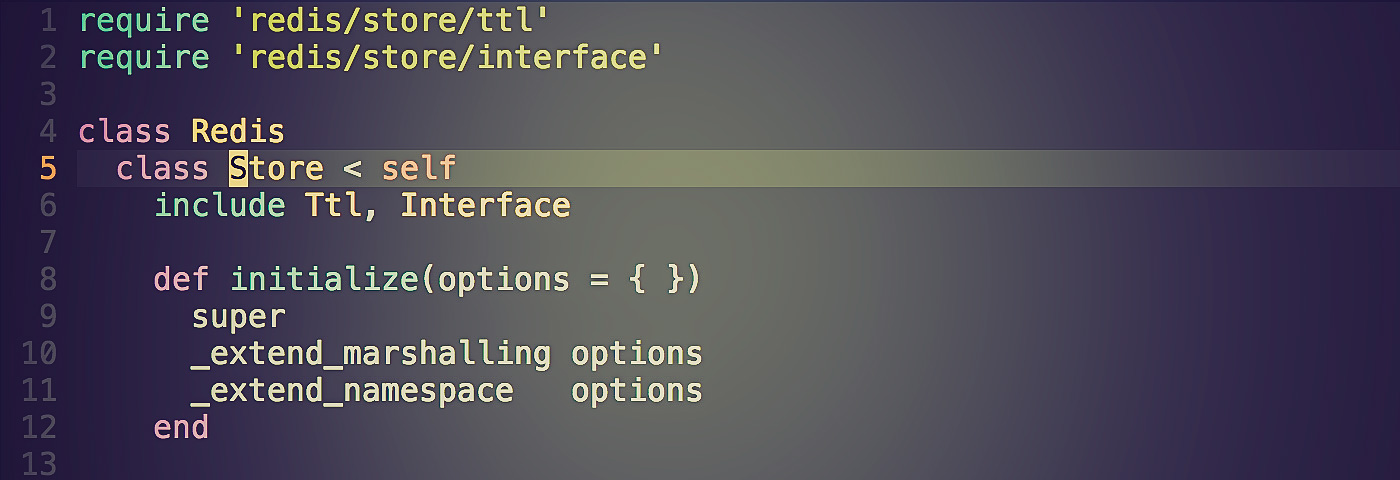 1 require 'redis/store/ttl'
2 require 'redis/store/interface'
3
4 class Redis
5   class Store < self
6     include Ttl, Interface
7
8     def initialize(options = { })
9       super
10       _extend_marshalling options
11       _extend_namespace   options
12     end
13